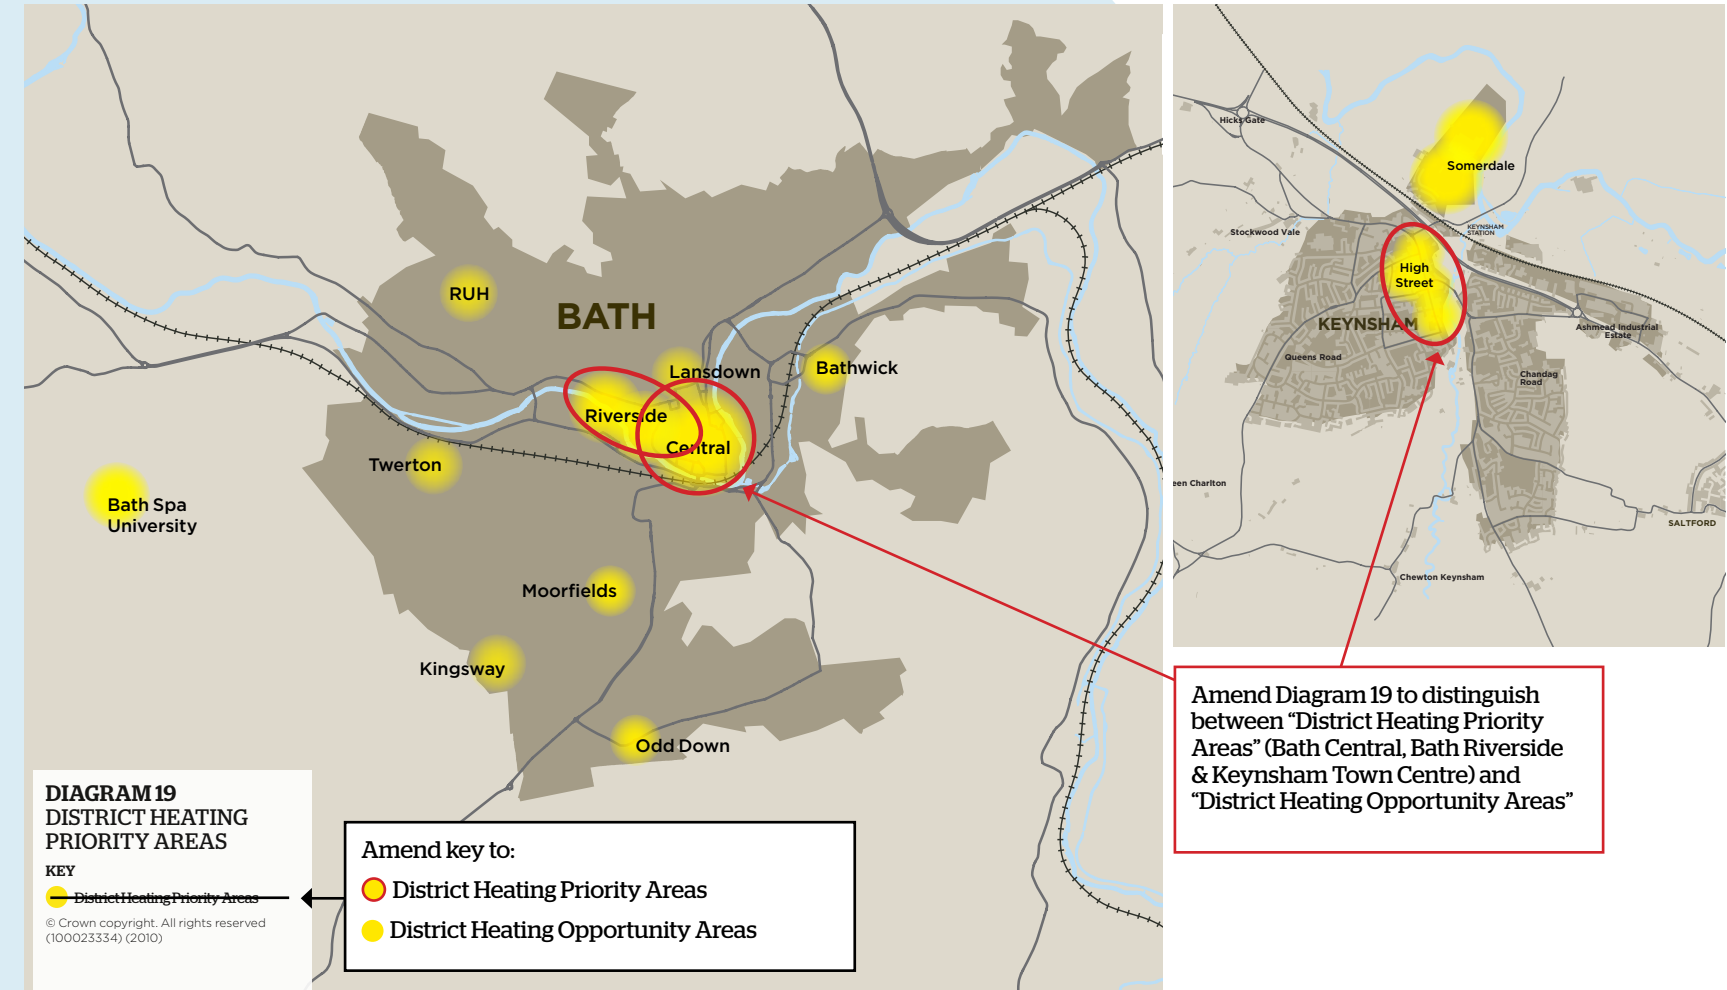 BATH
RUH
Lansdown
Bathwick
Riverside
Central
Twerton
Bath Spa
University
Moorfields
Kingsway
Odd Down
DIAGRAM 19
DISTRICT HEATING
PRIORITY AREAS
KEY
District Heating Priority Areas
© Crown copyright. All rights reserved
(100023334) (2010)
Amend key to:
District Heating Priority Areas
District Heating Opportunity Areas
Hicks Gate
Somerdale
Stockwood Vale
KEYNSHAM
STATION
High
Street
KEYNSHAM
Ashmead Industrial
Estate
Queens Road
Chandag
Road
een Charlton
SALTFORD
Chewton Keynsham
Amend Diagram 19 to distinguish
between “District Heating Priority
Areas” (Bath Central, Bath Riverside
& Keynsham Town Centre) and
“District Heating Opportunity Areas”